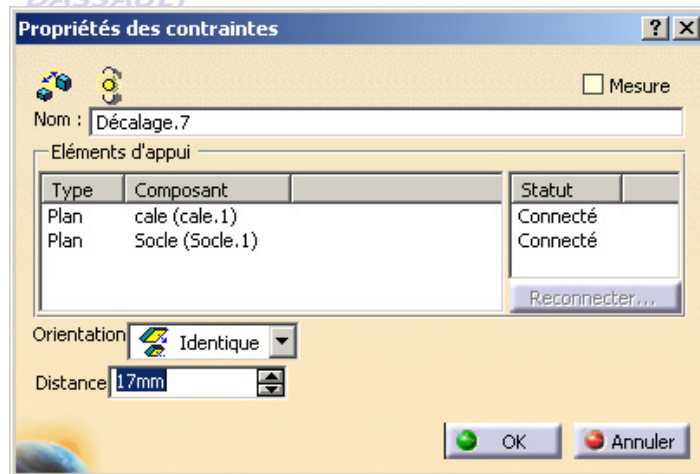 DASSAULT
Propriétés des contraintes
Mesure
Nom : Décalage.7
Eléments d'appui
Type Composant Statut
Plan cale (cale.1) Connecté
Plan Socle (Socle.1) Connecté
Reconnecter...
Orientation Identique
Distance 17mm
OK Annuler